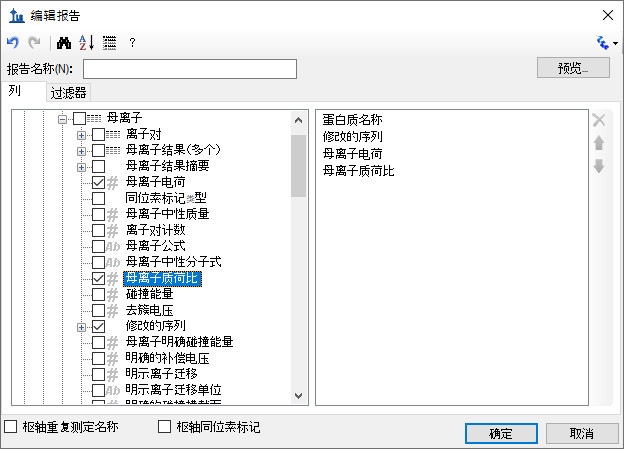 编辑报告
A
Z
?
报告名称(N):
预览...
列
过滤器
母离子
离子对
母离子结果(多个)
母离子结果摘要
# 母离子电荷
同位素标记类型
# 母离子中性质量
# 离子对计数
Ab 母离子公式
Ab 母离子中性分子式
# 母离子质荷比
# 碰撞能量
# 去簇电压
修改的序列
# 母离子明确碰撞能量
# 明确的补偿电压
# 明示离子迁移
Ab 明示离子迁移单位
# 明确的碰撞横截面
蛋白质名称
修改的序列
母离子电荷
母离子质荷比
枢轴重复测定名称
枢轴同位素标记
确定
取消